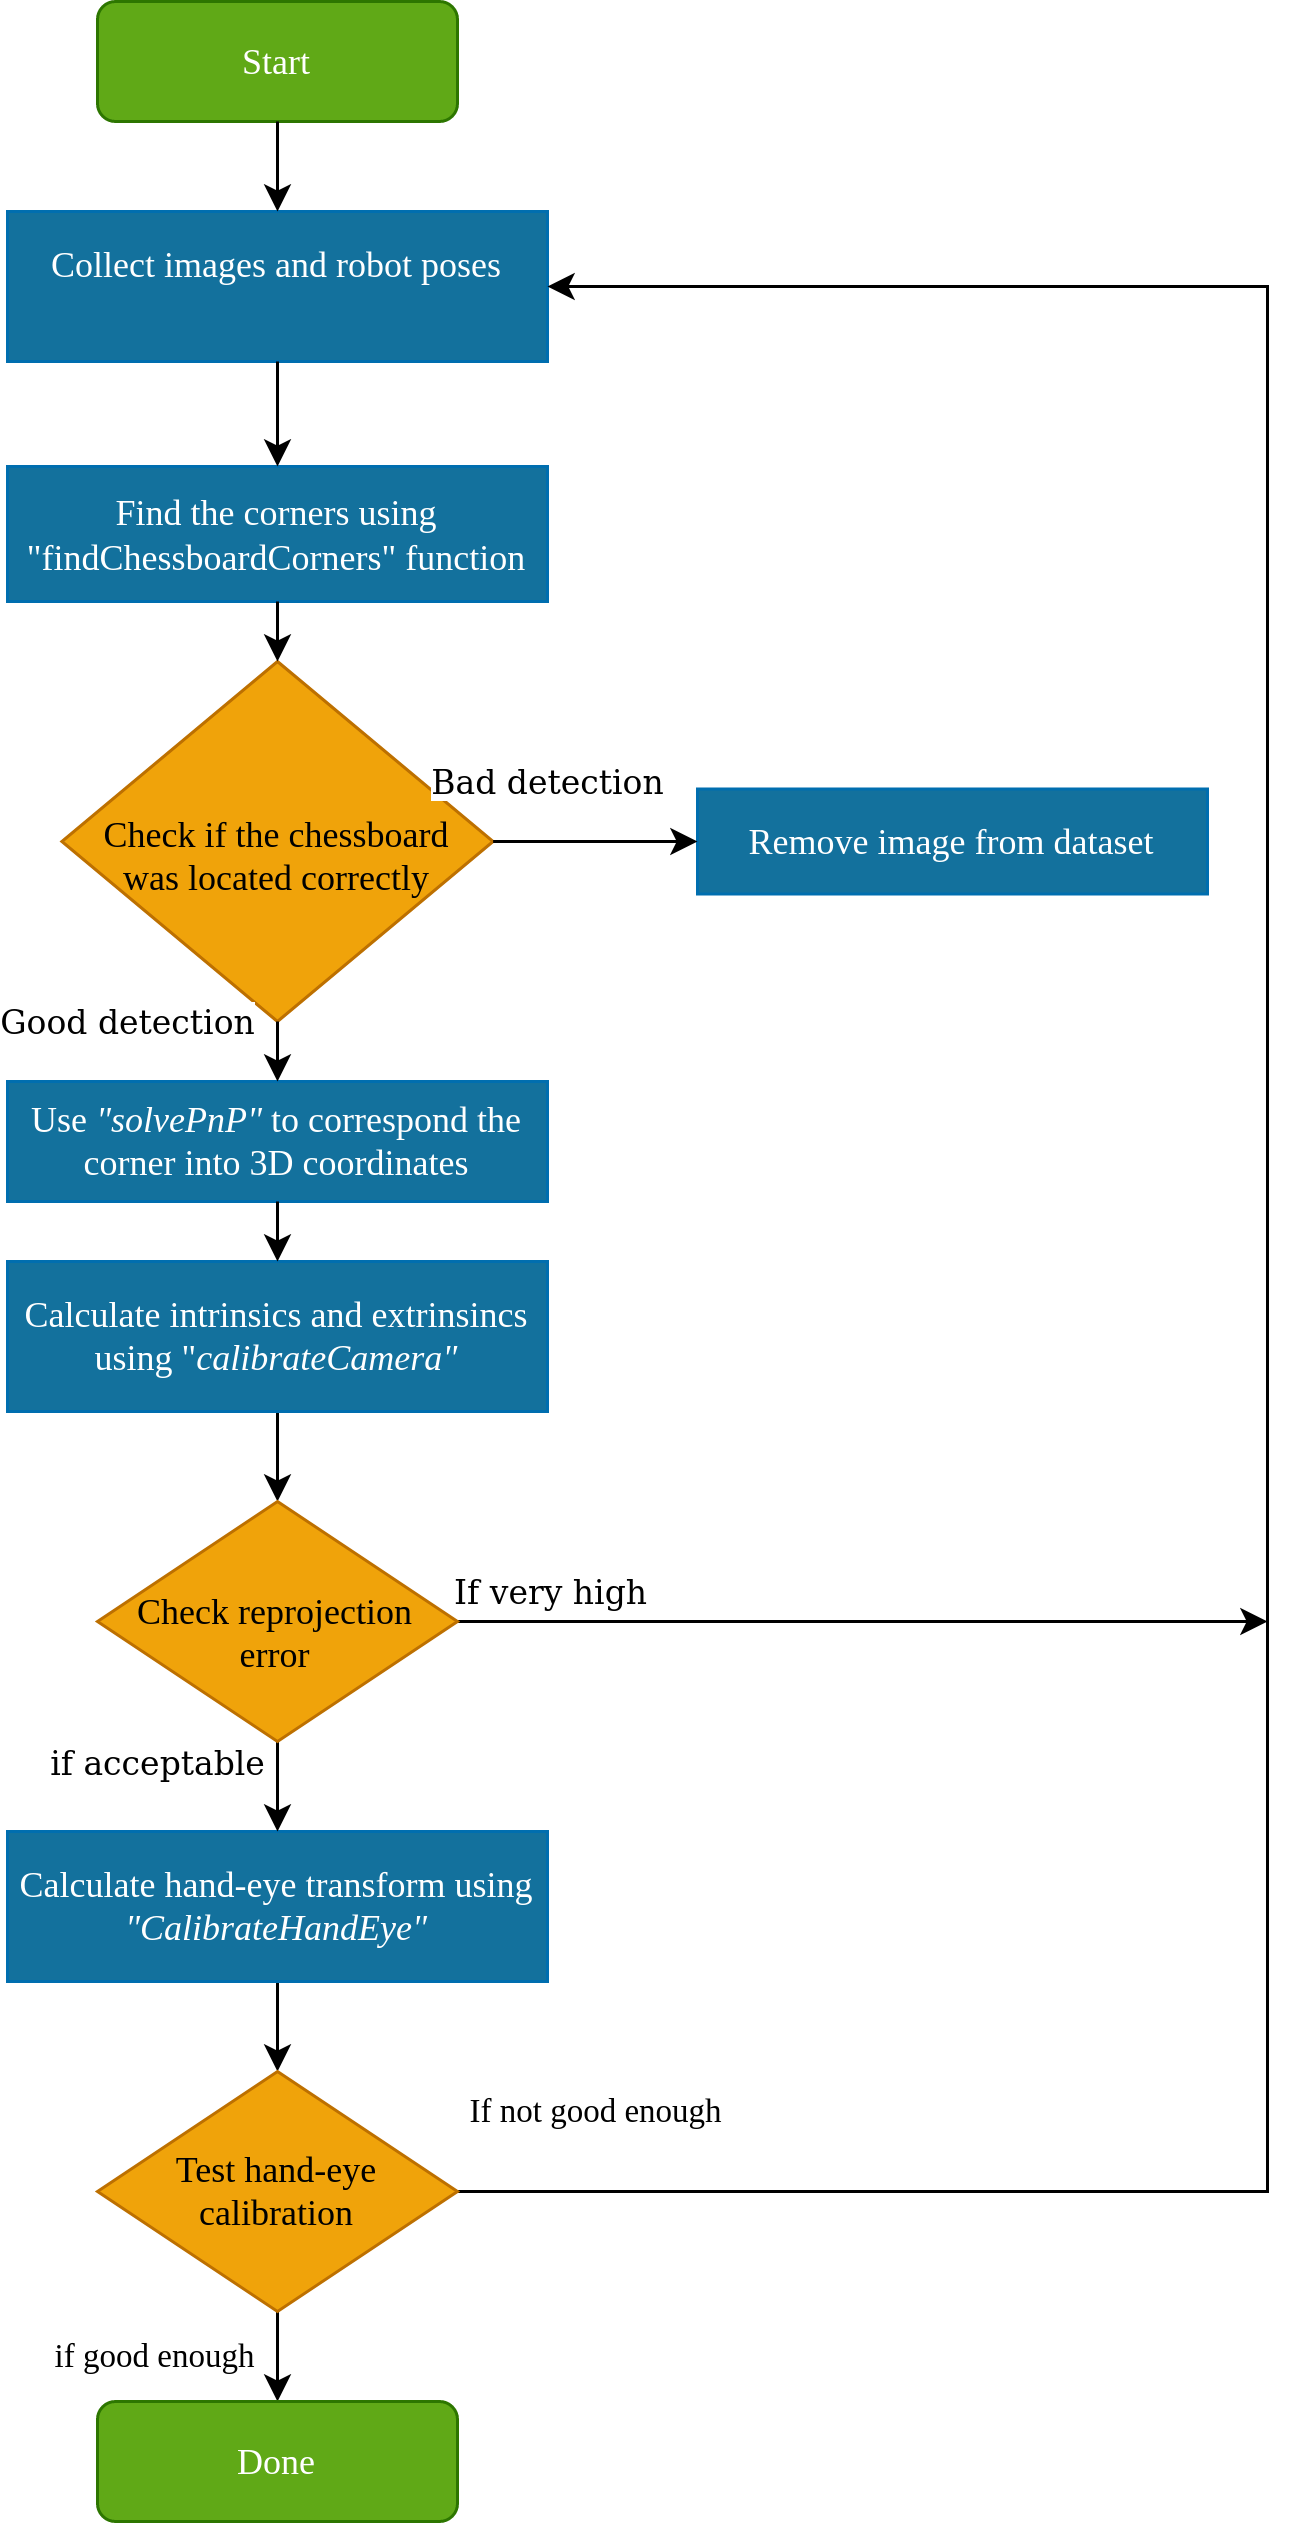 Start
Collect images and robot poses
Find the corners using
"findChessboardCorners" function
Bad detection
Check if the chessboard
was located correctly
Remove image from dataset
Good detection
Use "solvePnP" to correspond the
corner into 3D coordinates
Calculate intrinsics and extrinsincs
using "calibrateCamera"
If very high
Check reprojection
error
if acceptable
Calculate hand-eye transform using
"CalibrateHandEye"
If not good enough
Test hand-eye
calibration
if good enough
Done